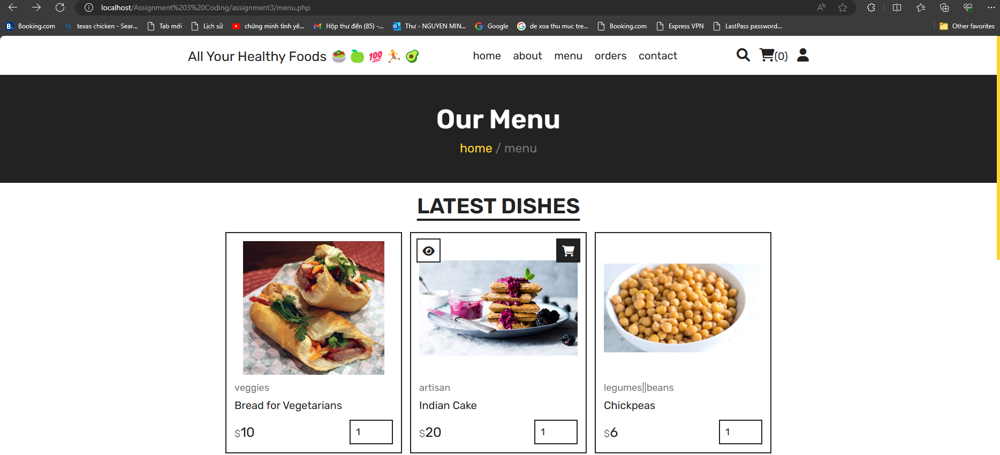 localhost/Assignment%203%20Coding/assignment3/menu.php
Booking.com texas chicken - Sear... Tab mới Lịch sử chứng minh tình yê... Hộp thư đến (85) -... Thư - NGUYEN MIN... Google de xoa thu muc tre... Booking.com Express VPN LastPass password... Other favorites
All Your Healthy Foods 🥗 🍏 💯 🏃 🥑 home about menu orders contact (0)
Our Menu
home / menu
LATEST DISHES
veggies
Bread for Vegetarians
$10 1
artisan
Indian Cake
$20 1
legumes||beans
Chickpeas
$6 1